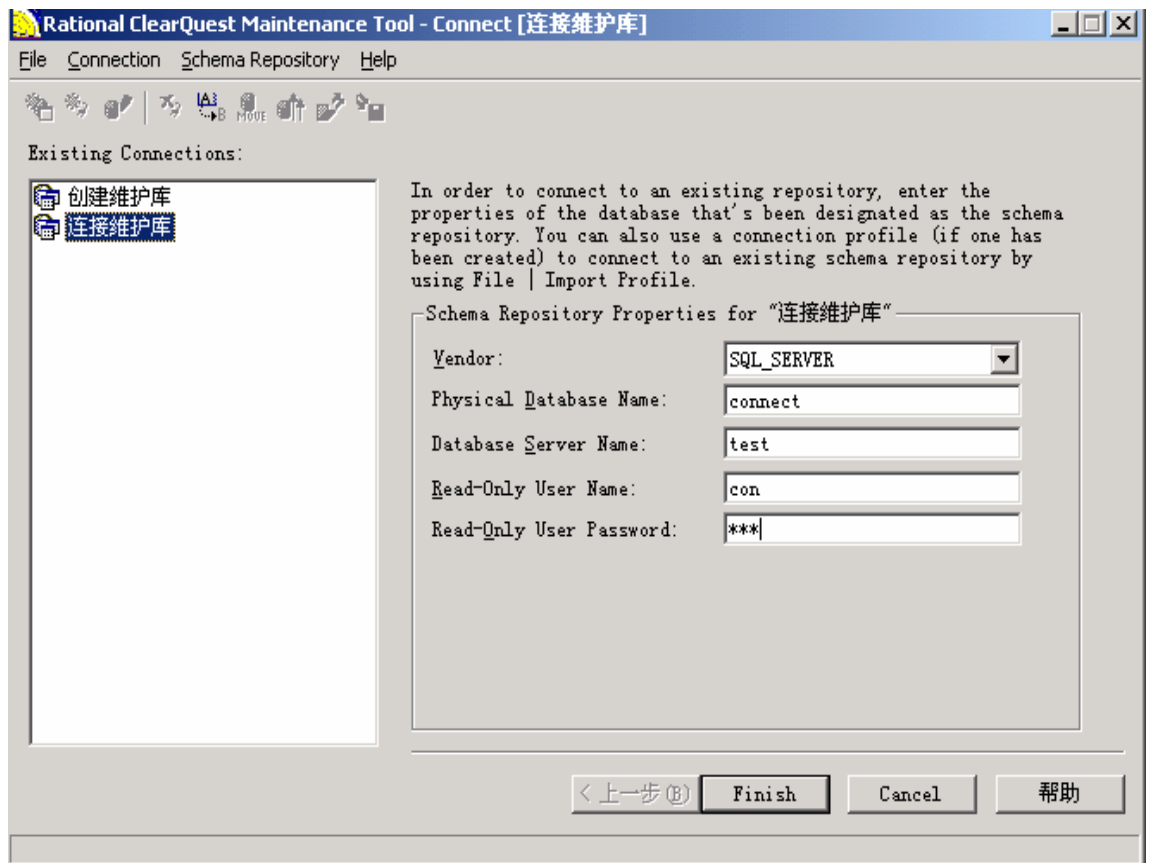 Rational ClearQuest Maintenance Tool - Connect [连接维护库]
File Connection Schema Repository Help
A
B
MOVE
Existing Connections:
创建维护库
连接维护库
In order to connect to an existing repository, enter the
properties of the database that's been designated as the schema
repository. You can also use a connection profile (if one has
been created) to connect to an existing schema repository by
using File | Import Profile.
Schema Repository Properties for "连接维护库"
Vendor: SQL_SERVER
Physical Database Name: connect
Database Server Name: test
Read-Only User Name: con
Read-Only User Password: ***
< 上一步(B) Finish Cancel 帮助